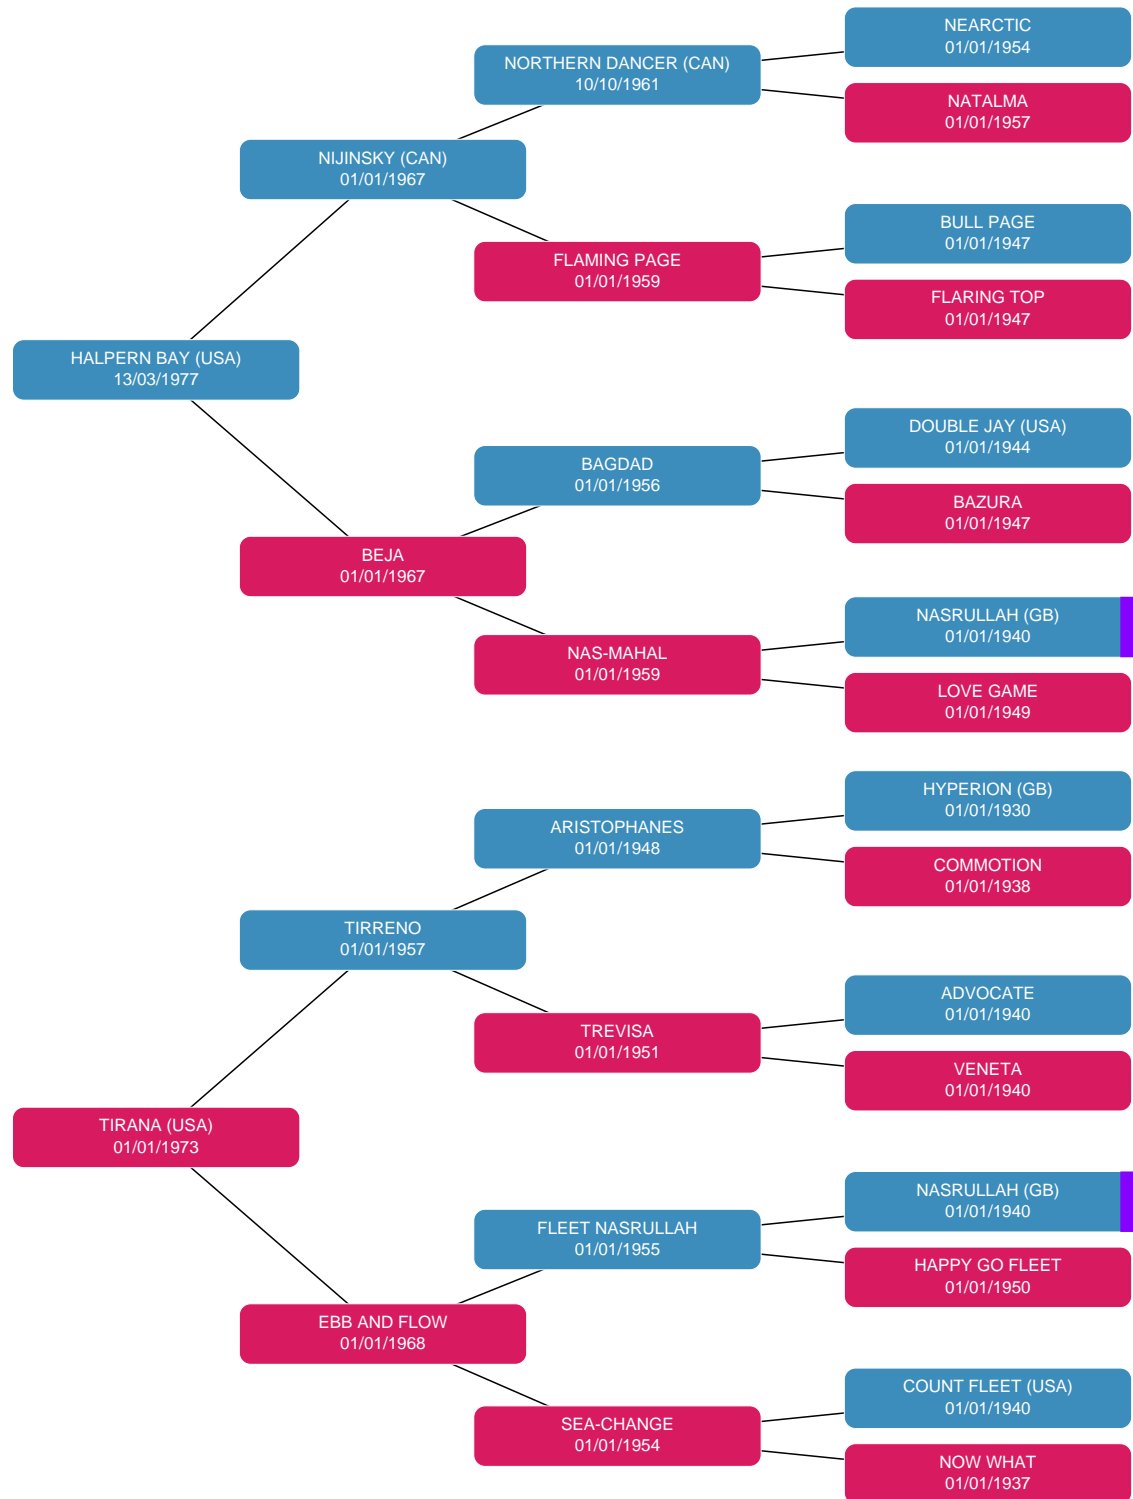 NEARCTIC
01/01/1954
NORTHERN DANCER (CAN)
10/10/1961
NATALMA
01/01/1957
NIJINSKY (CAN)
01/01/1967
BULL PAGE
01/01/1947
FLAMING PAGE
01/01/1959
FLARING TOP
01/01/1947
HALPERN BAY (USA)
13/03/1977
DOUBLE JAY (USA)
01/01/1944
BAGDAD
01/01/1956
BAZURA
01/01/1947
BEJA
01/01/1967
NASRULLAH (GB)
01/01/1940
NAS-MAHAL
01/01/1959
LOVE GAME
01/01/1949
HYPERION (GB)
01/01/1930
ARISTOPHANES
01/01/1948
COMMOTION
01/01/1938
TIRRENO
01/01/1957
ADVOCATE
01/01/1940
TREVISA
01/01/1951
VENETA
01/01/1940
TIRANA (USA)
01/01/1973
NASRULLAH (GB)
01/01/1940
FLEET NASRULLAH
01/01/1955
HAPPY GO FLEET
01/01/1950
EBB AND FLOW
01/01/1968
COUNT FLEET (USA)
01/01/1940
SEA-CHANGE
01/01/1954
NOW WHAT
01/01/1937